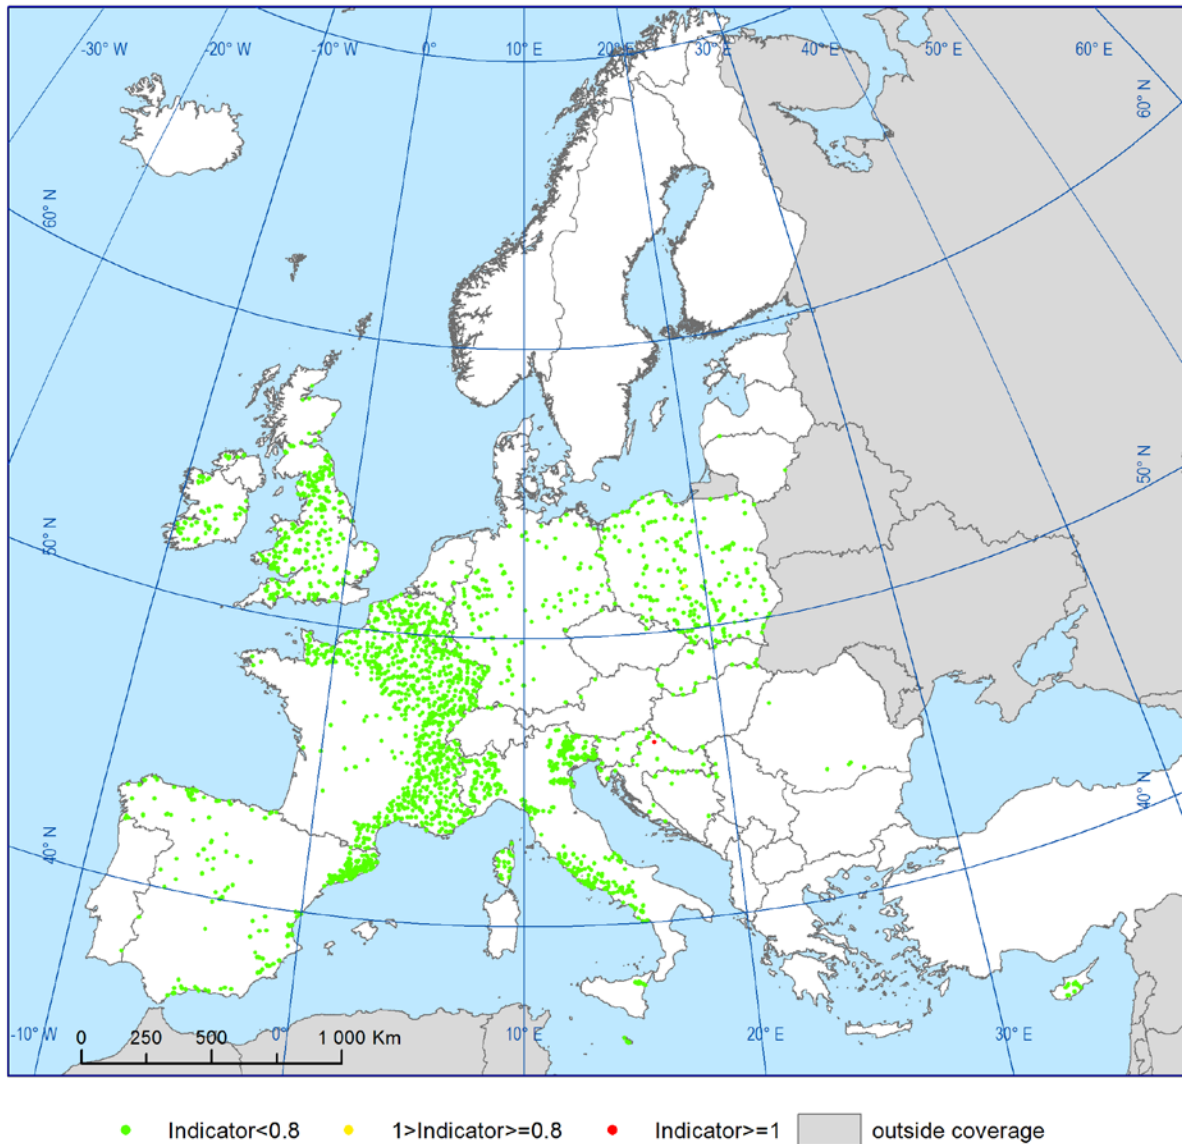 -30° W -20° W -10° W 0° 10° E 20° E 30° E 40° E 50° E 60° E
60° N
60° N
50° N
50° N
40° N
40° N
-10° W 0° 10° E 20° E 30° E
0 250 500 1 000 Km
Indicator<0.8 1>Indicator>=0.8 Indicator>=1 outside coverage